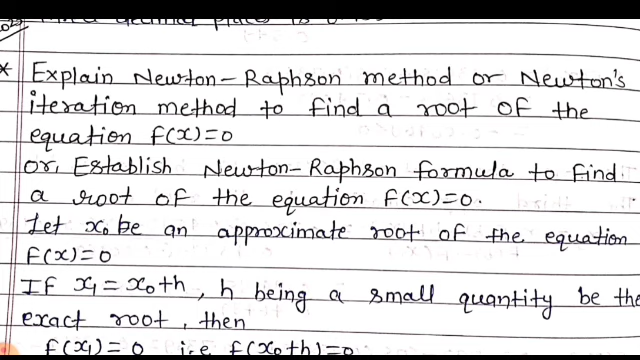 2022
* Explain Newton-Raphson method or Newton's
iteration method to find a root of the
equation f(x)=0
or, Establish Newton-Raphson formula to find
a root of the equation f(x)=0.
Let x₀ be an approximate root of the equation
f(x)=0
If x₁ = x₀+h, h being a small quantity be the
exact root, then
f(x₁)=0 i.e f(x₀+h)=0